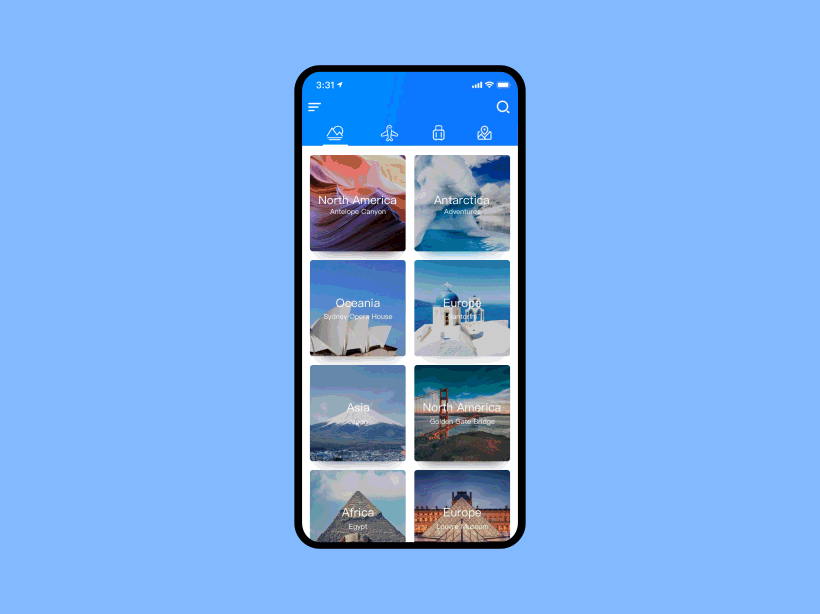 3:31
North America
Antelope Canyon
Antarctica
Adventures
Oceania
Sydney Opera House
Europe
Santorini
Asia
Japan
North America
Golden Gate Bridge
Africa
Egypt
Europe
Louvre Museum